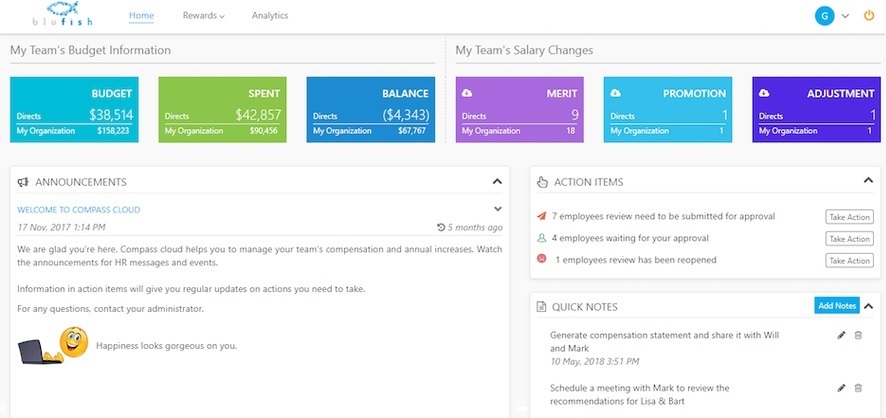 blufish
Home
Rewards
Analytics
G
My Team's Budget Information
My Team's Salary Changes
BUDGET
Directs $38,514
My Organization $158,223
SPENT
Directs $42,857
My Organization $90,456
BALANCE
Directs ($4,343)
My Organization $67,767
MERIT
Directs 9
My Organization 18
PROMOTION
Directs 1
My Organization 1
ADJUSTMENT
Directs 1
My Organization 1
ANNOUNCEMENTS
WELCOME TO COMPASS CLOUD
17 Nov, 2017 1:14 PM
5 months ago
We are glad you're here. Compass cloud helps you to manage your team's compensation and annual increases. Watch
the announcements for HR messages and events.
Information in action items will give you regular updates on actions you need to take.
For any questions, contact your administrator.
Happiness looks gorgeous on you.
ACTION ITEMS
7 employees review need to be submitted for approval
Take Action
4 employees waiting for your approval
Take Action
1 employees review has been reopened
Take Action
QUICK NOTES
Add Notes
Generate compensation statement and share it with Will
and Mark
10 May, 2018 3:51 PM
Schedule a meeting with Mark to review the
recommendations for Lisa & Bart